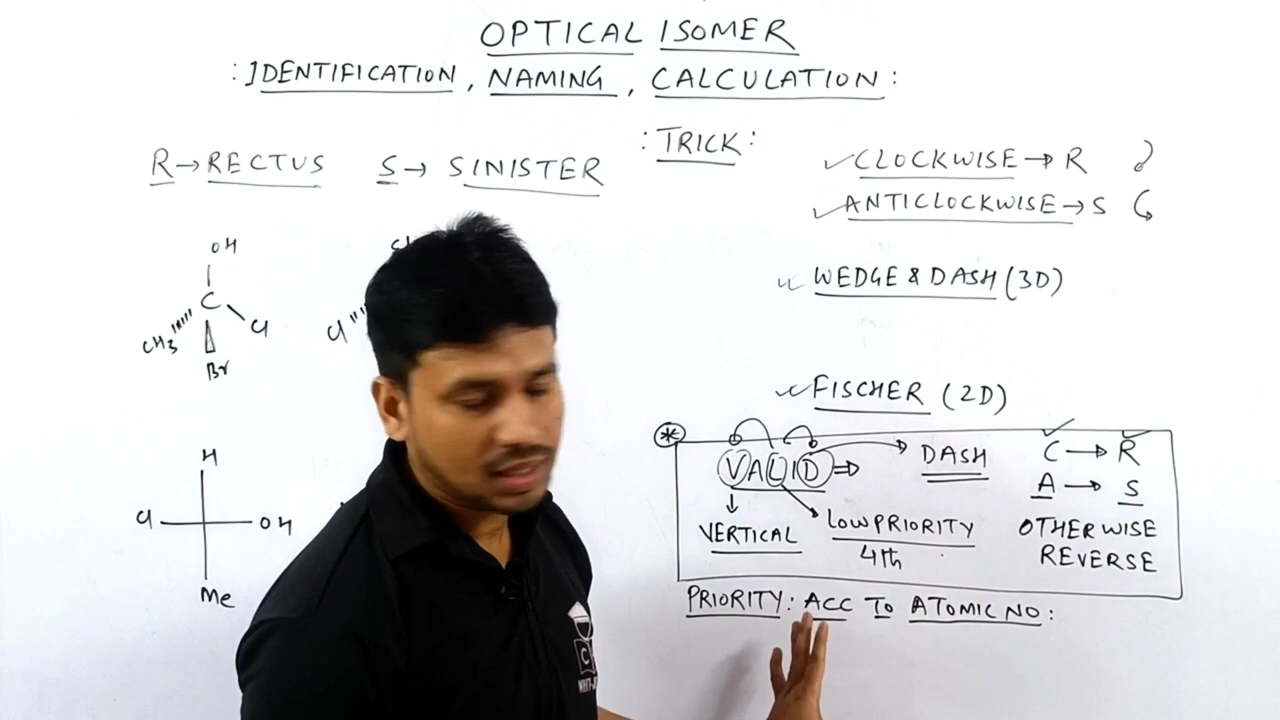 OPTICAL ISOMER
: IDENTIFICATION, NAMING, CALCULATION :
: TRICK :
R → RECTUS
S → SINISTER
CLOCKWISE → R
ANTICLOCKWISE → S
WEDGE & DASH (3D)
OH
C
CH3
Cl
Br
Cl
FISCHER (2D)
H
Cl
OH
Me
* VALID ⇒
DASH
VERTICAL
LOW PRIORITY
4th
C → R
A → S
OTHERWISE
REVERSE
PRIORITY : ACC TO ATOMIC NO :